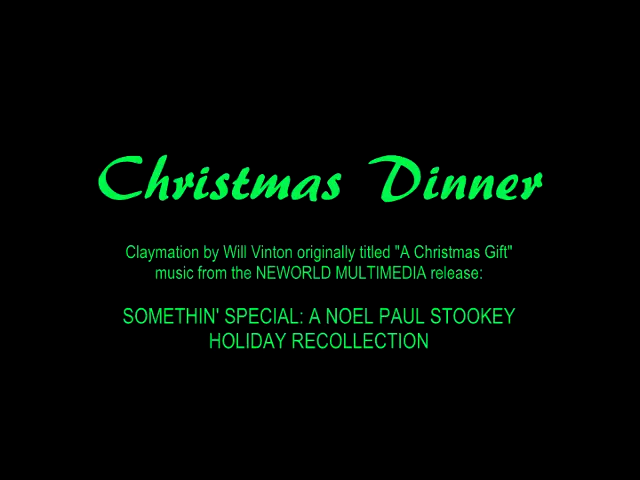 Christmas Dinner
Claymation by Will Vinton originally titled "A Christmas Gift"
music from the NEWORLD MULTIMEDIA release:
SOMETHIN' SPECIAL: A NOEL PAUL STOOKEY
HOLIDAY RECOLLECTION